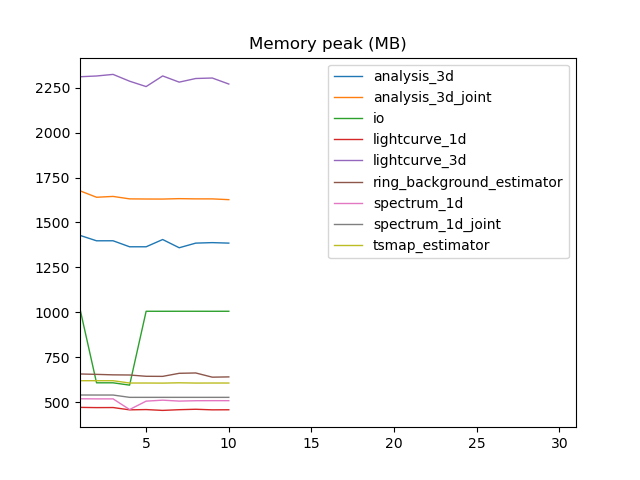 Memory peak (MB)
analysis_3d
analysis_3d_joint
io
lightcurve_1d
lightcurve_3d
ring_background_estimator
spectrum_1d
spectrum_1d_joint
tsmap_estimator
2250
2000
1750
1500
1250
1000
750
500
5 10 15 20 25 30